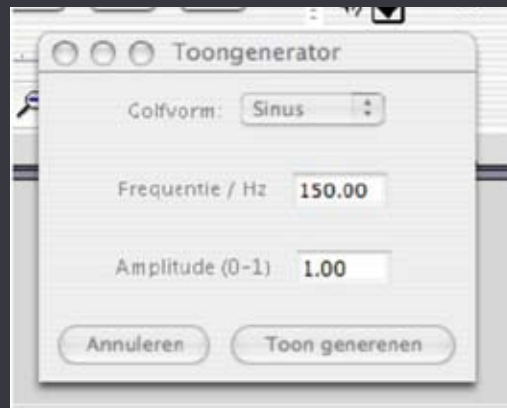 Toongenerator
Golfvorm: Sinus
Frequentie / Hz 150.00
Amplitude (0-1) 1.00
Annuleren Toon generenen